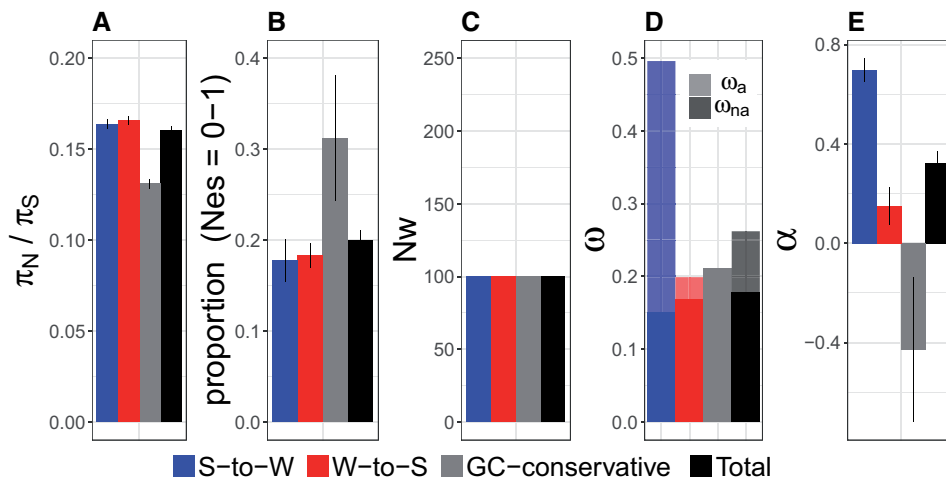 A
B
C
D
E
πN / πS
0.20
0.15
0.10
0.05
0.00
proportion (Nes = 0−1)
0.4
0.3
0.2
0.1
0.0
Nw
250
200
150
100
50
0
ω
0.5
0.4
0.3
0.2
0.1
0.0
ωa
ωna
α
0.8
0.4
0.0
−0.4
S−to−W W−to−S GC−conservative Total